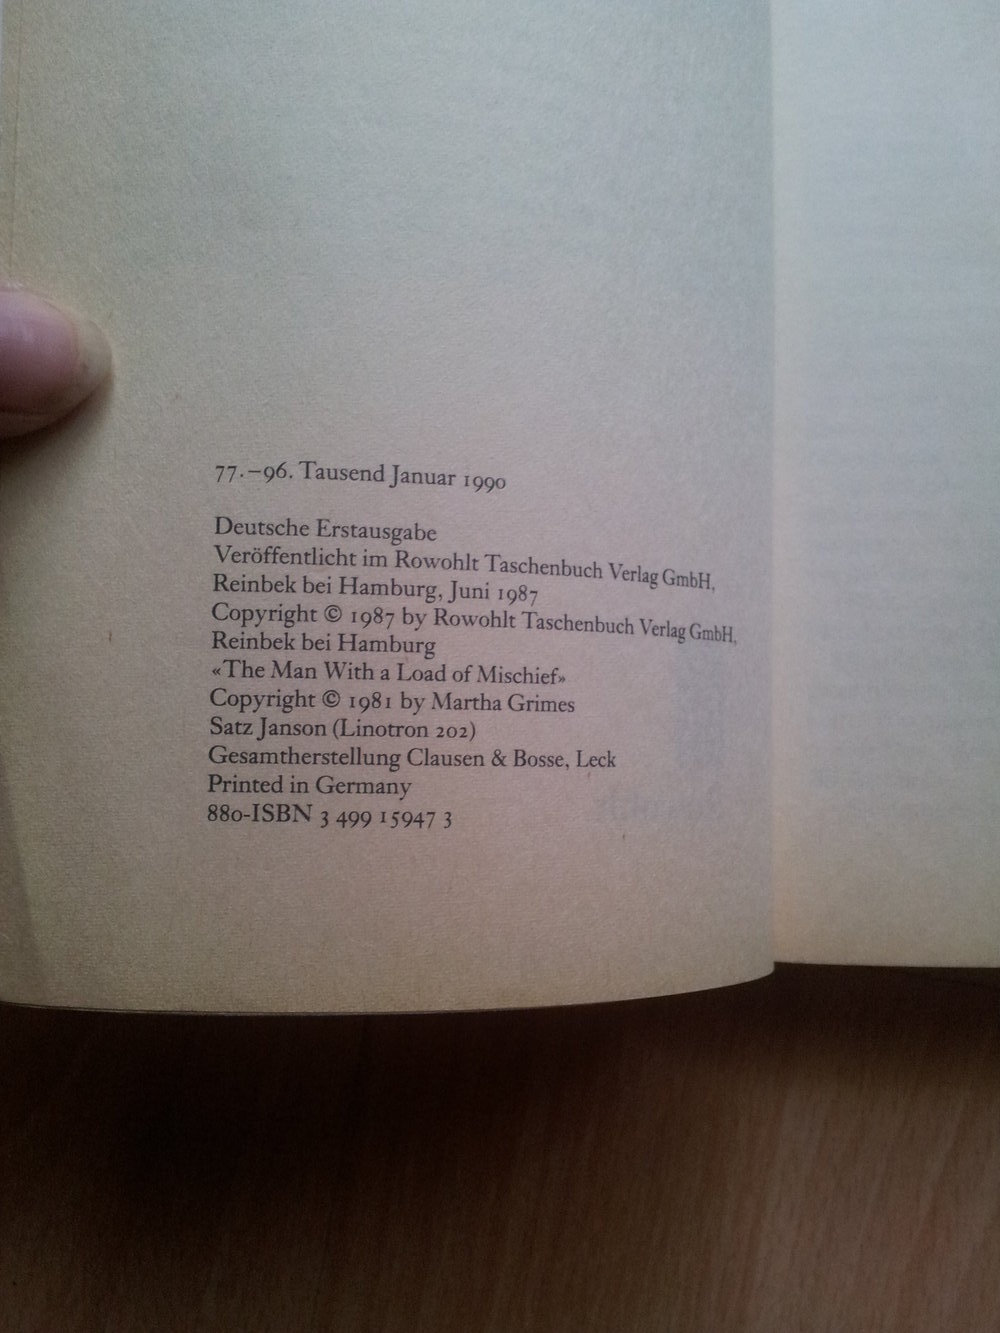 77.–96. Tausend Januar 1990
Deutsche Erstausgabe
Veröffentlicht im Rowohlt Taschenbuch Verlag GmbH,
Reinbek bei Hamburg, Juni 1987
Copyright © 1987 by Rowohlt Taschenbuch Verlag GmbH,
Reinbek bei Hamburg
«The Man With a Load of Mischief»
Copyright © 1981 by Martha Grimes
Satz Janson (Linotron 202)
Gesamtherstellung Clausen & Bosse, Leck
Printed in Germany
880-ISBN 3 499 15947 3